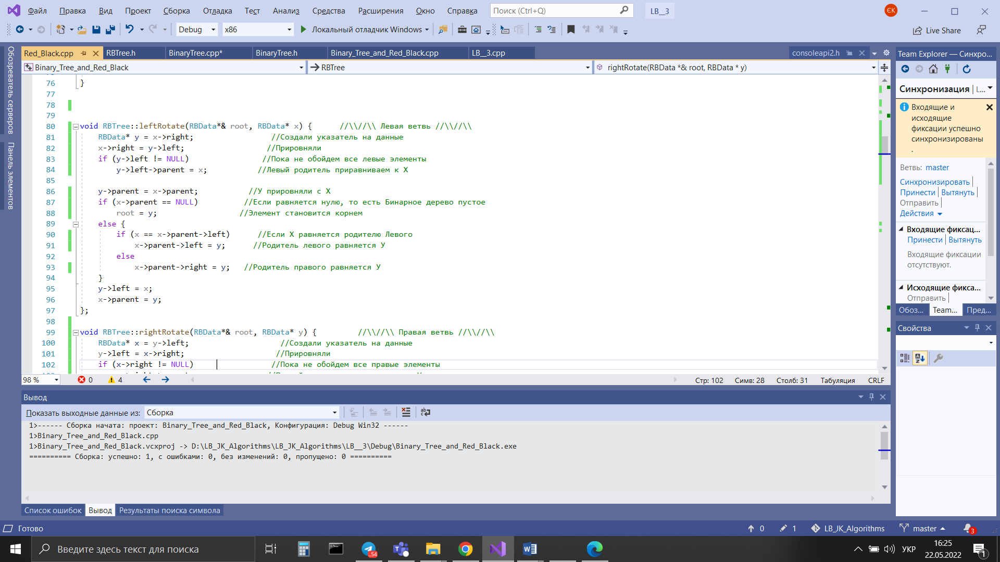 Файл Правка Вид Проект Сборка Отладка Тест Анализ Средства Расширения Окно Справка Поиск (Ctrl+Q) LB__3 ЄК
Debug x86 Локальный отладчик Windows Live Share
Обозреватель серверов
Панель элементов
Red_Black.cpp RBTree.h BinaryTree.cpp* BinaryTree.h Binary_Tree_and_Red_Black.cpp LB__3.cpp consoleapi2.h
Binary_Tree_and_Red_Black RBTree rightRotate(RBData *& root, RBData * y)
76 }
77
78
79
80 void RBTree::leftRotate(RBData*& root, RBData* x) { //\\//\\ Левая ветвь //\\//\\
81 RBData* y = x->right; //Создали указатель на данные
82 x->right = y->left; //Прировняли
83 if (y->left != NULL) //Пока не обойдем все левые элементы
84 y->left->parent = x; //Левый родитель приравниваем к Х
85
86 y->parent = x->parent; //У прировняли с Х
87 if (x->parent == NULL) //Если равняется нулю, то есть Бинарное дерево пустое
88 root = y; //Элемент становится корнем
89 else {
90 if (x == x->parent->left) //Если Х равняется родителю Левого
91 x->parent->left = y; //Родитель левого равняется У
92 else
93 x->parent->right = y; //Родитель правого равняется У
94 }
95 y->left = x;
96 x->parent = y;
97 };
98
99 void RBTree::rightRotate(RBData*& root, RBData* y) { //\\//\\ Правая ветвь //\\//\\
100 RBData* x = y->left; //Создали указатель на данные
101 y->left = x->right; //Прировняли
102 if (x->right != NULL) //Пока не обойдем все правые элементы
98 % 0 4 Стр: 102 Симв: 28 Столб: 31 Табуляция CRLF
Вывод
Показать выходные данные из: Сборка
1>------ Сборка начата: проект: Binary_Tree_and_Red_Black, Конфигурация: Debug Win32 ------
1>Binary_Tree_and_Red_Black.cpp
1>Binary_Tree_and_Red_Black.vcxproj -> D:\LB_JK_Algorithms\LB_JK_Algorithms\LB__3\Debug\Binary_Tree_and_Red_Black.exe
========== Сборка: успешно: 1, с ошибками: 0, без изменений: 0, пропущено: 0 ==========
Список ошибок Вывод Результаты поиска символа
Team Explorer — Синхро...
Синхронизация | L...
Входящие и
исходящие
фиксации успешно
синхронизированы
.
Ветвь: master
Синхронизировать
Принести Вытянуть
Отправить
Действия
Входящие фиксац...
Принести Вытянуть
Входящие фиксации
отсутствуют.
Исходящие фикса...
Отправить
Обоз... Team... Пред...
Свойства
Готово 0 1 LB_JK_Algorithms master 3
Введите здесь текст для поиска ..54 УКР 16:25
22.05.2022 1